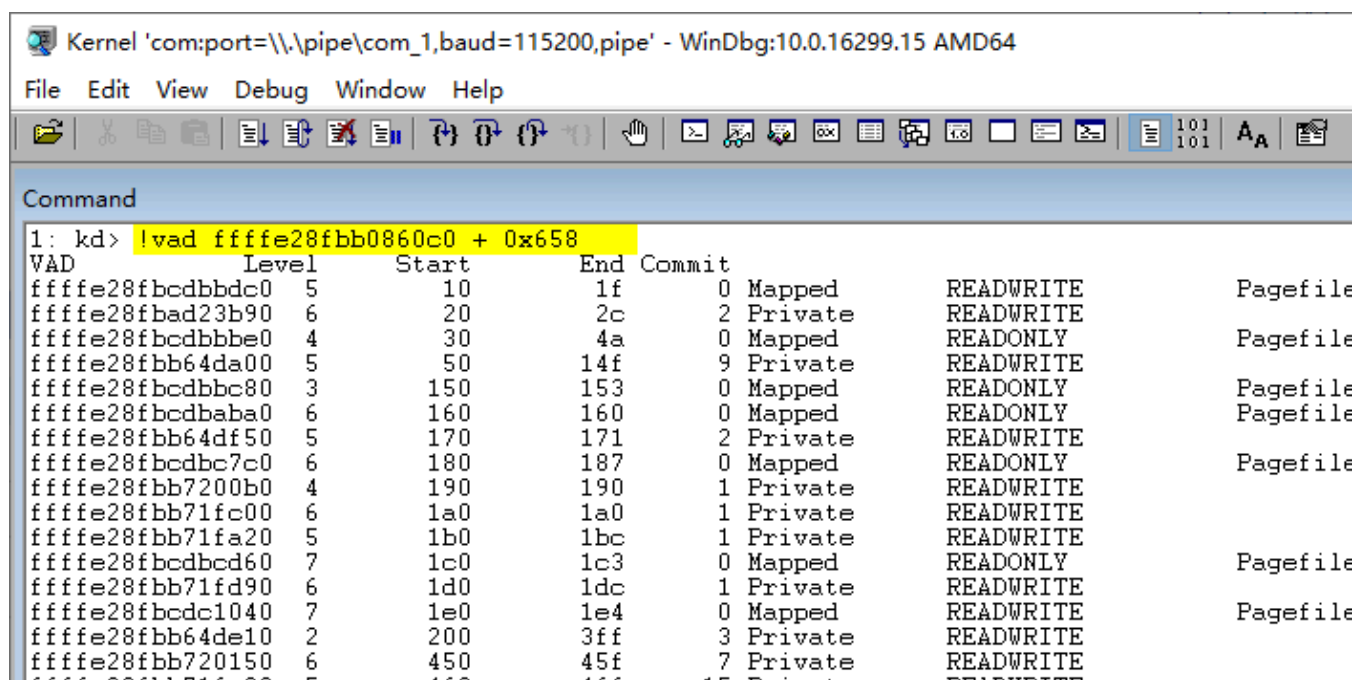 Kernel 'com:port=\\.\pipe\com_1,baud=115200,pipe' - WinDbg:10.0.16299.15 AMD64
File Edit View Debug Window Help
Command
1: kd> !vad ffffe28fbb0860c0 + 0x658
VAD Level Start End Commit
ffffe28fbcdbbdc0 5 10 1f 0 Mapped READWRITE Pagefile
ffffe28fbad23b90 6 20 2c 2 Private READWRITE
ffffe28fbcdbbbe0 4 30 4a 0 Mapped READONLY Pagefile
ffffe28fbb64da00 5 50 14f 9 Private READWRITE
ffffe28fbcdbbc80 3 150 153 0 Mapped READONLY Pagefile
ffffe28fbcdbaba0 6 160 160 0 Mapped READONLY Pagefile
ffffe28fbb64df50 5 170 171 2 Private READWRITE
ffffe28fbcdbc7c0 6 180 187 0 Mapped READONLY Pagefile
ffffe28fbb7200b0 4 190 190 1 Private READWRITE
ffffe28fbb71fc00 6 1a0 1a0 1 Private READWRITE
ffffe28fbb71fa20 5 1b0 1bc 1 Private READWRITE
ffffe28fbcdbcd60 7 1c0 1c3 0 Mapped READONLY Pagefile
ffffe28fbb71fd90 6 1d0 1dc 1 Private READWRITE
ffffe28fbcdc1040 7 1e0 1e4 0 Mapped READWRITE Pagefile
ffffe28fbb64de10 2 200 3ff 3 Private READWRITE
ffffe28fbb720150 6 450 45f 7 Private READWRITE